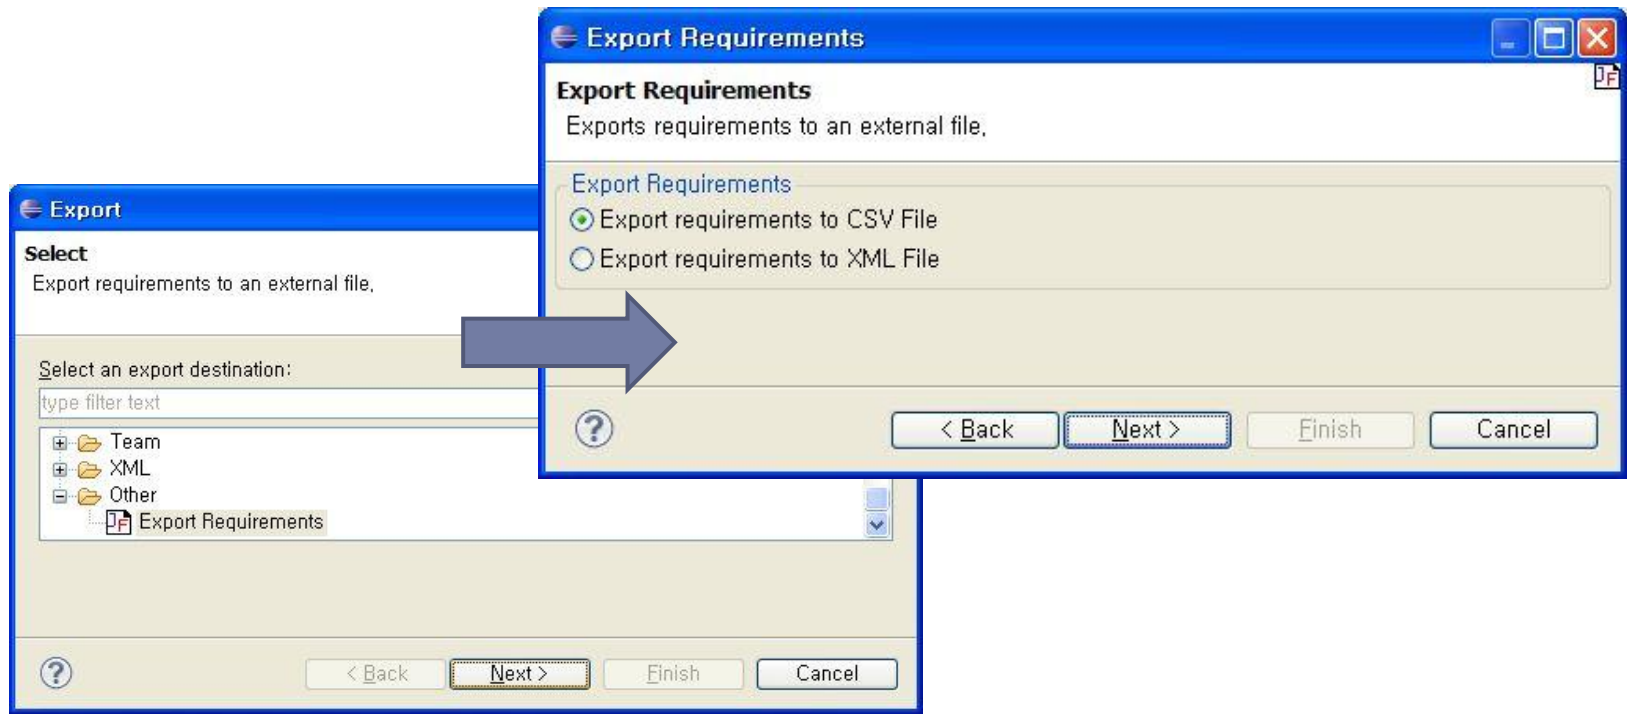 Export Requirements
Export Requirements
Exports requirements to an external file,
Export Requirements
Export requirements to CSV File
Export requirements to XML File
< Back
Next >
Finish
Cancel
Export
Select
Export requirements to an external file,
Select an export destination:
type filter text
Team
XML
Other
Export Requirements
< Back
Next >
Finish
Cancel